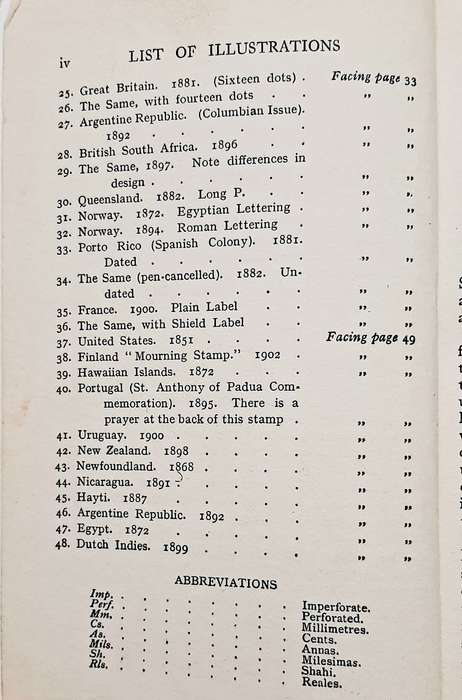 iv LIST OF ILLUSTRATIONS
25. Great Britain. 1881. (Sixteen dots) . Facing page 33
26. The Same, with fourteen dots . . „ „
27. Argentine Republic. (Columbian Issue).
1892 . . . . . . „ „
28. British South Africa. 1896 . . „ „
29. The Same, 1897. Note differences in
design . . . . . . „ „
30. Queensland. 1882. Long P. . . „ „
31. Norway. 1872. Egyptian Lettering . „ „
32. Norway. 1894. Roman Lettering . „ „
33. Porto Rico (Spanish Colony). 1881.
Dated . . . . . . „ „
34. The Same (pen-cancelled). 1882. Un-
dated . . . . . . „ „
35. France. 1900. Plain Label . . „ „
36. The Same, with Shield Label . . „ „
37. United States. 1851 . . . . Facing page 49
38. Finland "Mourning Stamp." 1902 . „ „
39. Hawaiian Islands. 1872 . . . „ „
40. Portugal (St. Anthony of Padua Com-
memoration). 1895. There is a
prayer at the back of this stamp . „ „
41. Uruguay. 1900 . . . . . „ „
42. New Zealand. 1898 . . . . „ „
43. Newfoundland. 1868 . . . . „ „
44. Nicaragua. 1891 . . . . . „ „
45. Hayti. 1887 . . . . . „ „
46. Argentine Republic. 1892 . . . „ „
47. Egypt. 1872 . . . . . „ „
48. Dutch Indies. 1899 . . . . „ „
ABBREVIATIONS
Imp. . . . . . . . . Imperforate.
Perf. . . . . . . . . Perforated.
Mm. . . . . . . . . Millimetres.
Cs. . . . . . . . . Cents.
As. . . . . . . . . Annas.
Mils. . . . . . . . . Milesimas.
Sh. . . . . . . . . Shahi.
Rls. . . . . . . . . Reales.